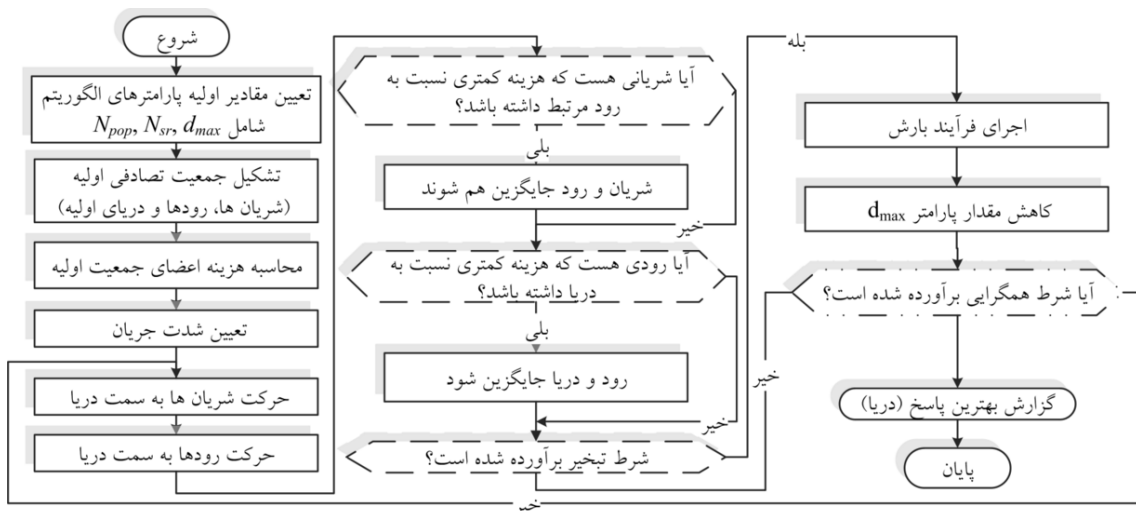 شروع
تعیین مقادیر اولیه پارامترهای الگوریتم
شامل N_pop, N_sr, d_max
تشکیل جمعیت تصادفی اولیه
(شریان ها، رودها و دریای اولیه)
محاسبه هزینه اعضای جمعیت اولیه
تعیین شدت جریان
حرکت شریان ها به سمت دریا
حرکت رودها به سمت دریا
آیا شریانی هست که هزینه کمتری نسبت به
رود مرتبط داشته باشد؟
بلی
شریان و رود جایگزین هم شوند
خیر
آیا رودی هست که هزینه کمتری نسبت به
دریا داشته باشد؟
بلی
رود و دریا جایگزین شود
خیر
شرط تبخیر برآورده شده است؟
بله
اجرای فرآیند بارش
کاهش مقدار پارامتر d_max
آیا شرط همگرایی برآورده شده است؟
خیر
گزارش بهترین پاسخ (دریا)
پایان
خیر